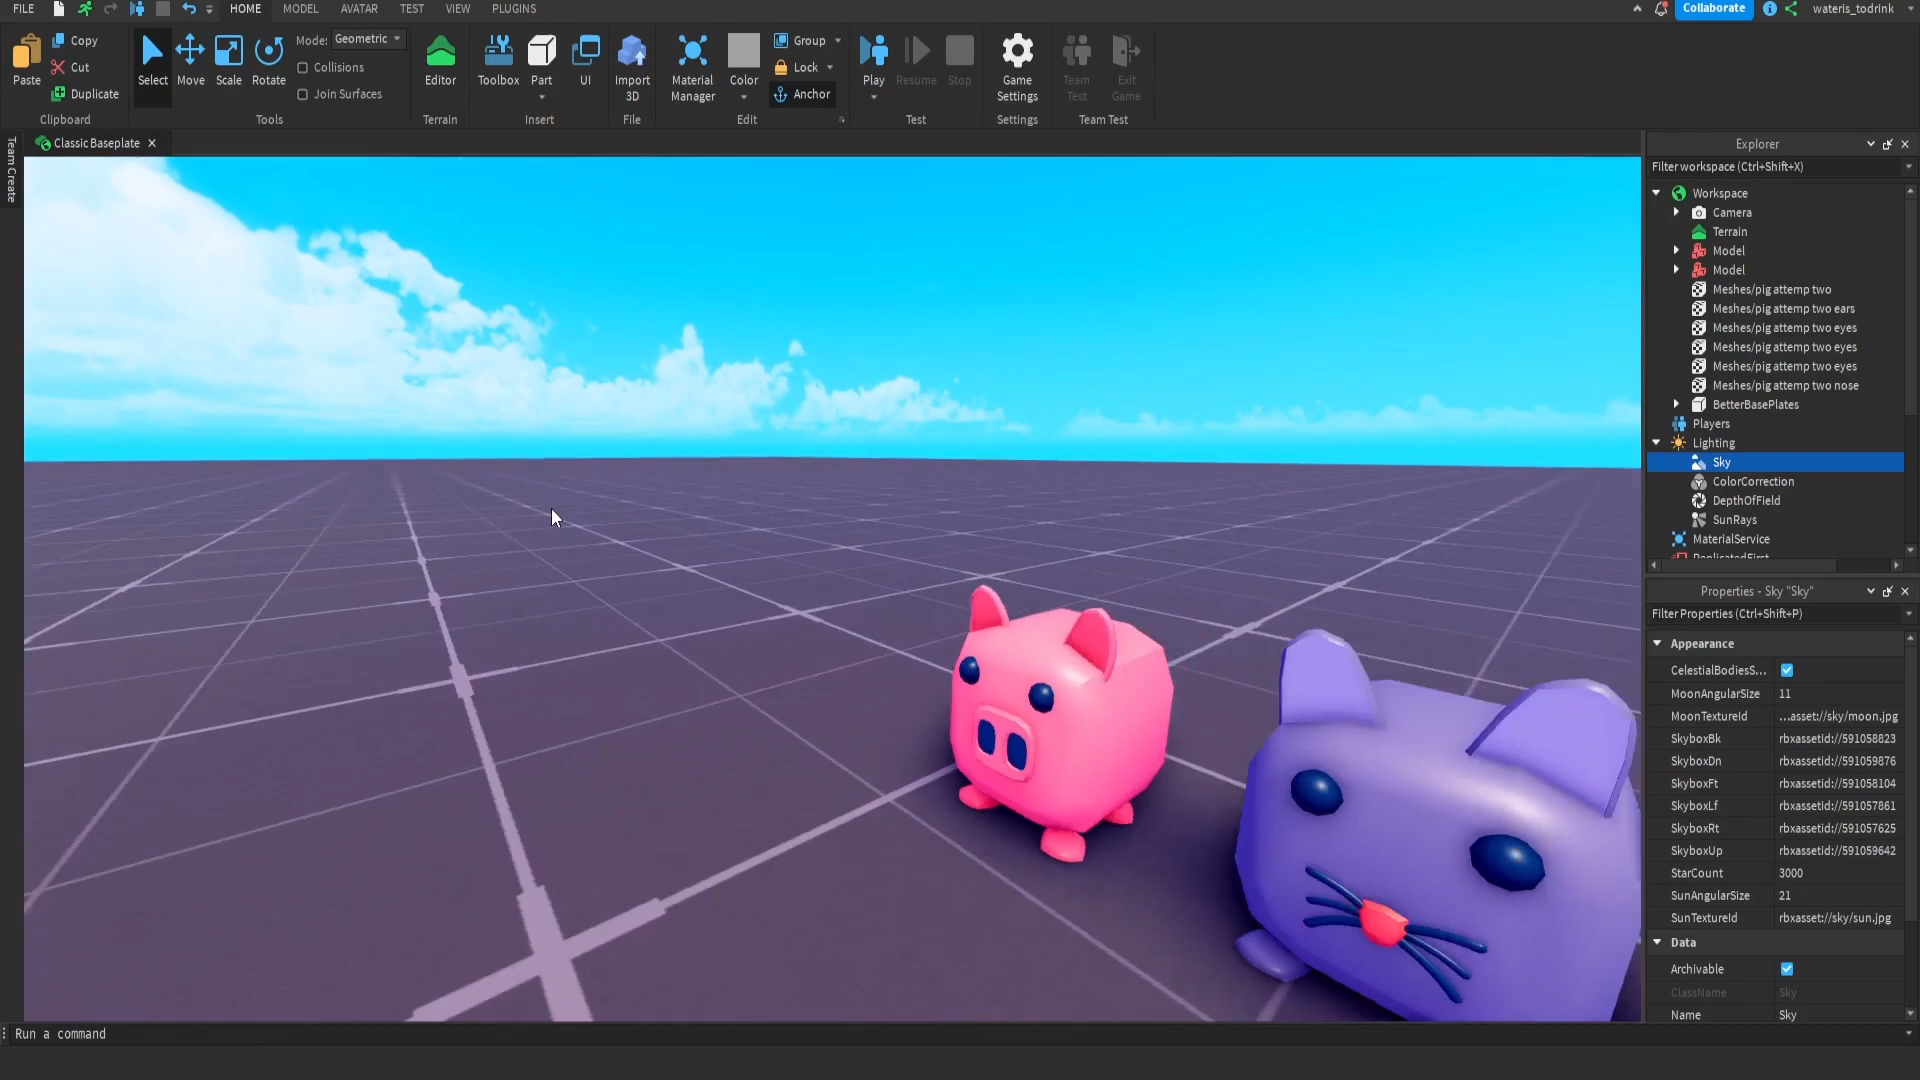 FILE HOME MODEL AVATAR TEST VIEW PLUGINS Collaborate wateris_todrink
Paste Copy Cut Duplicate Clipboard
Select Move Scale Rotate Mode: Geometric Collisions Join Surfaces Tools
Editor Terrain
Toolbox Part UI Insert
Import 3D File
Material Manager Color Group Lock Anchor Edit
Play Resume Stop Test
Game Settings Settings
Team Test Exit Game Team Test
Team Create
Classic Baseplate
Explorer
Filter workspace (Ctrl+Shift+X)
Workspace
Camera
Terrain
Model
Model
Meshes/pig attemp two
Meshes/pig attemp two ears
Meshes/pig attemp two eyes
Meshes/pig attemp two eyes
Meshes/pig attemp two eyes
Meshes/pig attemp two nose
BetterBasePlates
Players
Lighting
Sky
ColorCorrection
DepthOfField
SunRays
MaterialService
ReplicatedFirst
Properties - Sky "Sky"
Filter Properties (Ctrl+Shift+P)
Appearance
CelestialBodiesS...
MoonAngularSize 11
MoonTextureId ...asset://sky/moon.jpg
SkyboxBk rbxassetid://591058823
SkyboxDn rbxassetid://591059876
SkyboxFt rbxassetid://591058104
SkyboxLf rbxassetid://591057861
SkyboxRt rbxassetid://591057625
SkyboxUp rbxassetid://591059642
StarCount 3000
SunAngularSize 21
SunTextureId rbxasset://sky/sun.jpg
Data
Archivable
ClassName Sky
Name Sky
Run a command